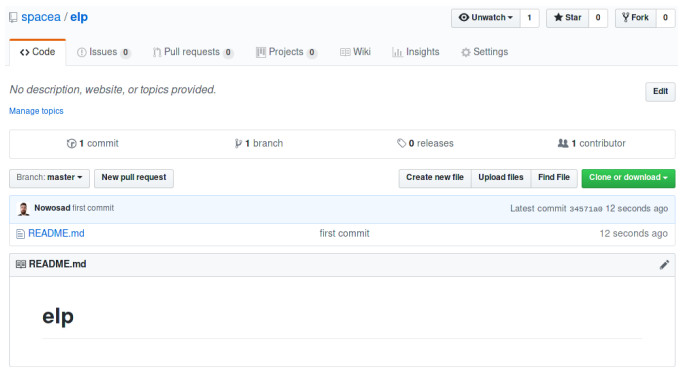 spacea / elp
Unwatch 1 Star 0 Fork 0
Code Issues 0 Pull requests 0 Projects 0 Wiki Insights Settings
No description, website, or topics provided. Edit
Manage topics
1 commit 1 branch 0 releases 1 contributor
Branch: master New pull request Create new file Upload files Find File Clone or download
Nowosad first commit Latest commit 34571a0 12 seconds ago
README.md first commit 12 seconds ago
README.md
elp